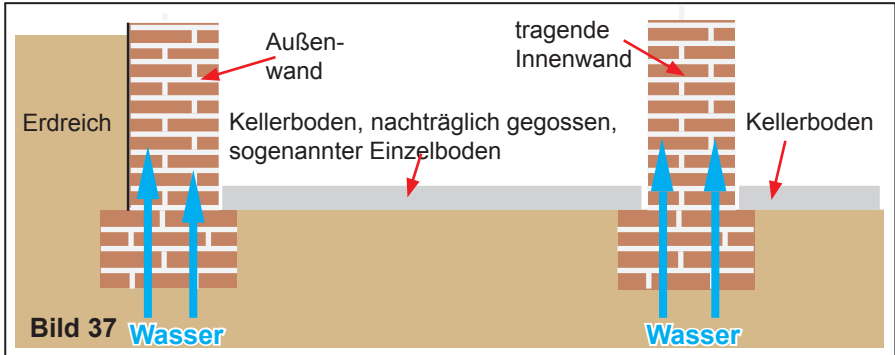 Außen-
wand
tragende
Innenwand
Erdreich
Kellerboden, nachträglich gegossen,
sogenannter Einzelboden
Kellerboden
Bild 37
Wasser
Wasser